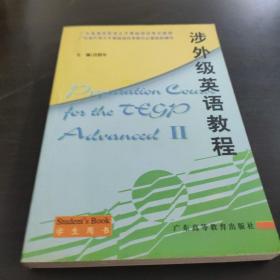 涉外级英语教程
Preparation Course
for the TEGP
Advanced II
Student's Book
学生用书
广东高等教育出版社